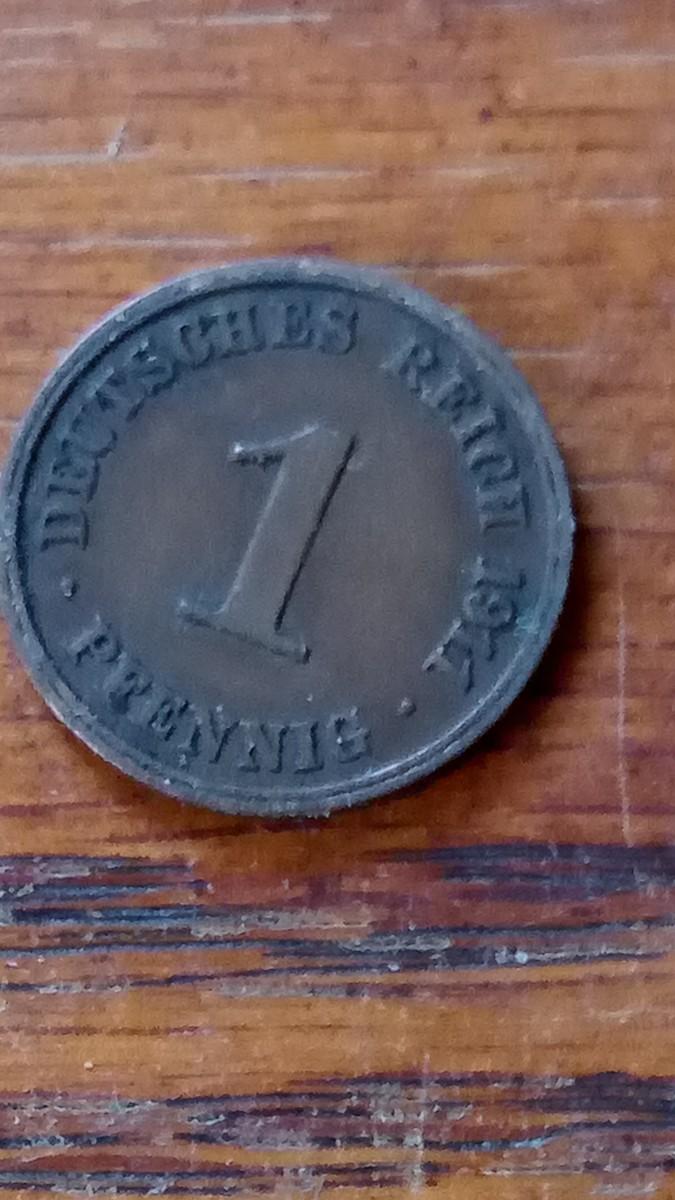 DEUTSCHES REICH
1
PFENNIG